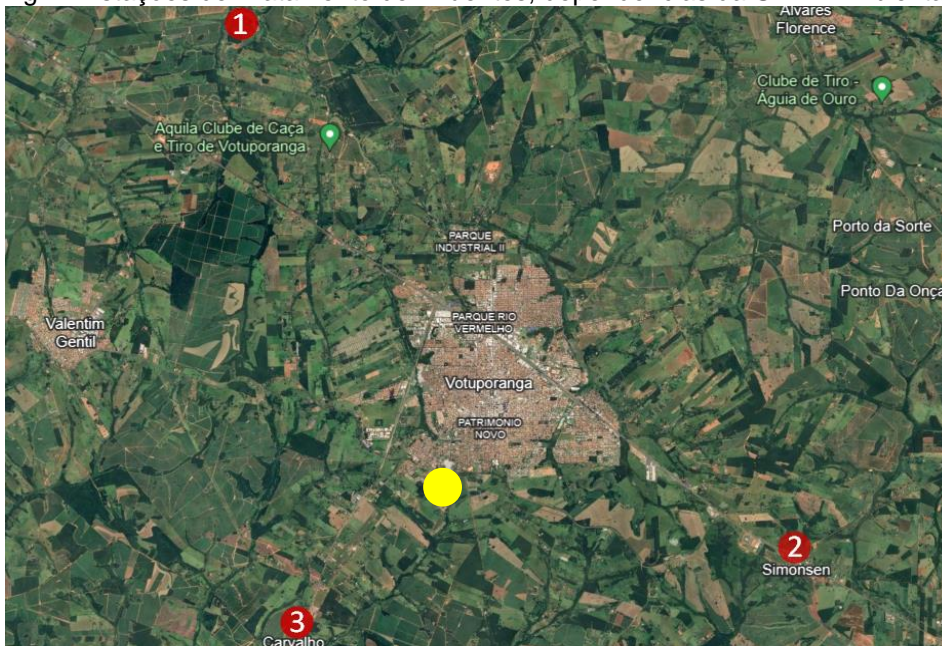 1
Álvares
Florence
Clube de Tiro -
Águia de Ouro
Aquila Clube de Caça
e Tiro de Votuporanga
Porto da Sorte
PARQUE
INDUSTRIAL II
Ponto Da Onça
PARQUE RIO
VERMELHO
Valentim
Gentil
Votuporanga
PATRIMONIO
NOVO
2
Simonsen
3
Carvalho